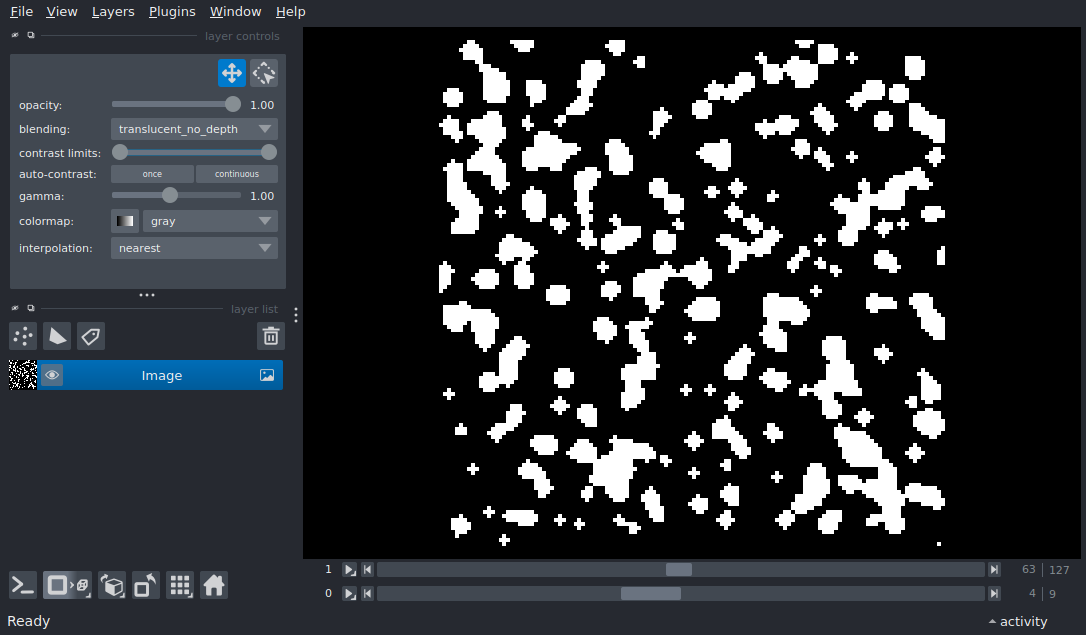 File View Layers Plugins Window Help
layer controls
opacity: 1.00
blending: translucent_no_depth
contrast limits:
auto-contrast: once continuous
gamma: 1.00
colormap: gray
interpolation: nearest
layer list
Image
1 63 127
0 4 9
Ready activity